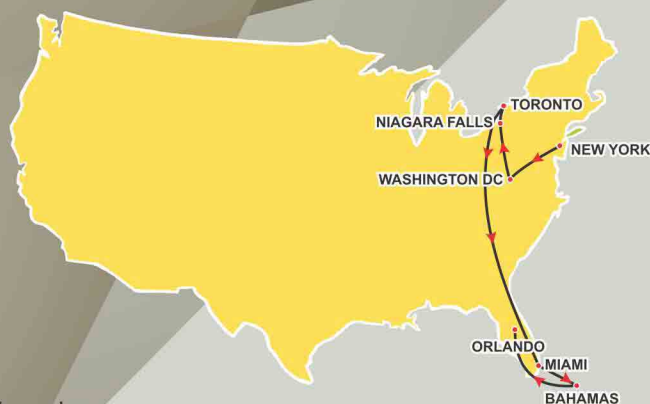 TORONTO
NIAGARA FALLS
NEW YORK
WASHINGTON DC
ORLANDO
MIAMI
BAHAMAS